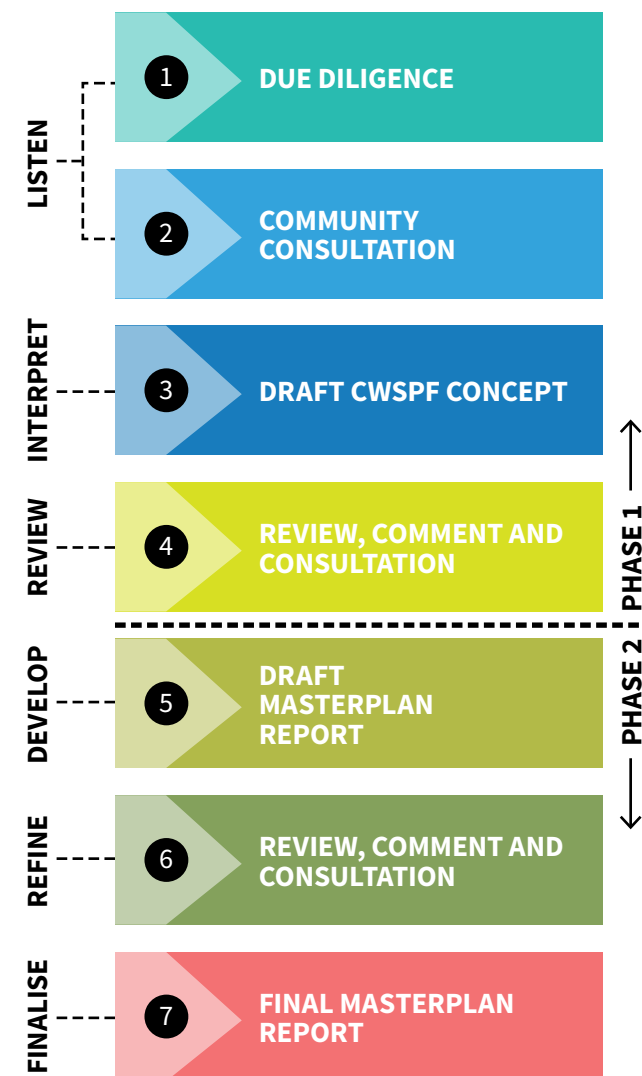 LISTEN
1
DUE DILIGENCE
2
COMMUNITY
CONSULTATION
INTERPRET
3
DRAFT CWSPF CONCEPT
REVIEW
4
REVIEW, COMMENT AND
CONSULTATION
PHASE 1
PHASE 2
DEVELOP
5
DRAFT
MASTERPLAN
REPORT
REFINE
6
REVIEW, COMMENT AND
CONSULTATION
FINALISE
7
FINAL MASTERPLAN
REPORT